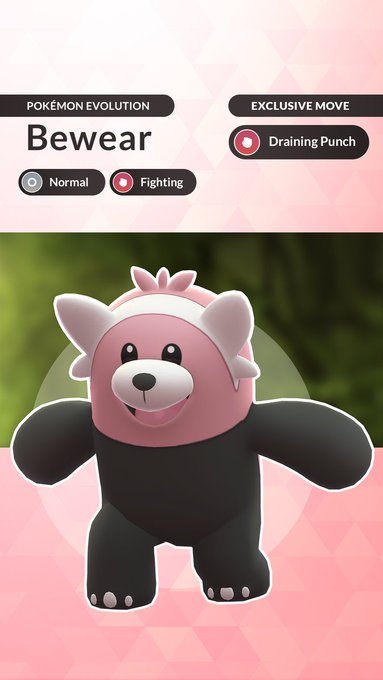 POKÉMON EVOLUTION
Bewear
Normal
Fighting
EXCLUSIVE MOVE
Draining Punch